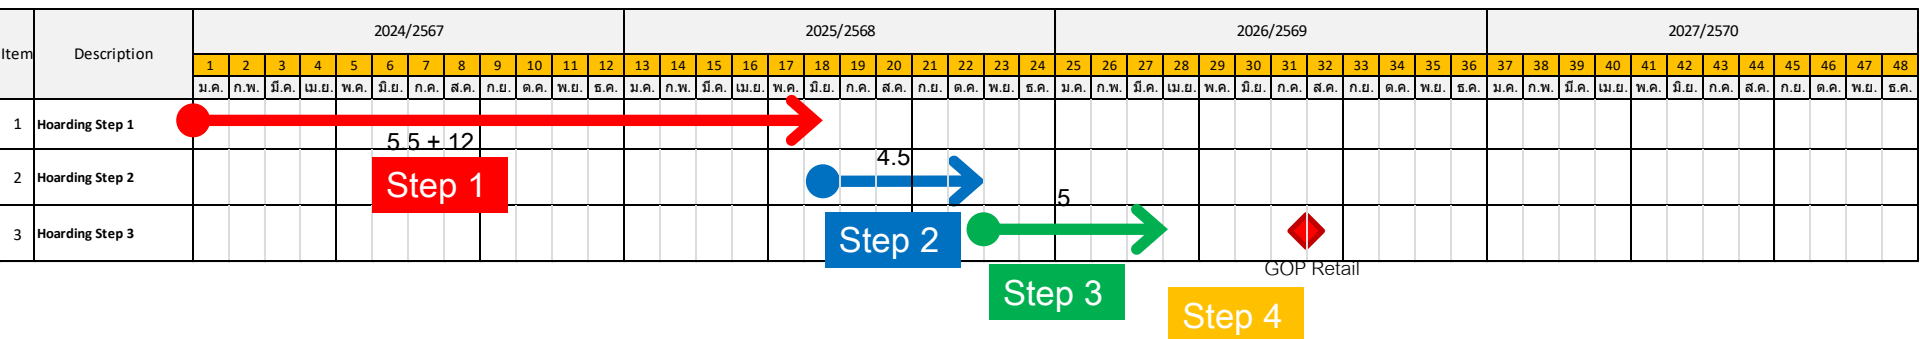 Item Description 2024/2567 2025/2568 2026/2569 2027/2570
1 2 3 4 5 6 7 8 9 10 11 12 13 14 15 16 17 18 19 20 21 22 23 24 25 26 27 28 29 30 31 32 33 34 35 36 37 38 39 40 41 42 43 44 45 46 47 48
ม.ค. ก.พ. มี.ค. เม.ย. พ.ค. มิ.ย. ก.ค. ส.ค. ก.ย. ต.ค. พ.ย. ธ.ค. ม.ค. ก.พ. มี.ค. เม.ย. พ.ค. มิ.ย. ก.ค. ส.ค. ก.ย. ต.ค. พ.ย. ธ.ค. ม.ค. ก.พ. มี.ค. เม.ย. พ.ค. มิ.ย. ก.ค. ส.ค. ก.ย. ต.ค. พ.ย. ธ.ค. ม.ค. ก.พ. มี.ค. เม.ย. พ.ค. มิ.ย. ก.ค. ส.ค. ก.ย. ต.ค. พ.ย. ธ.ค.
1 Hoarding Step 1
5.5 + 12
Step 1
2 Hoarding Step 2
4.5
Step 2
3 Hoarding Step 3
5
Step 3
GOP Retail
Step 4